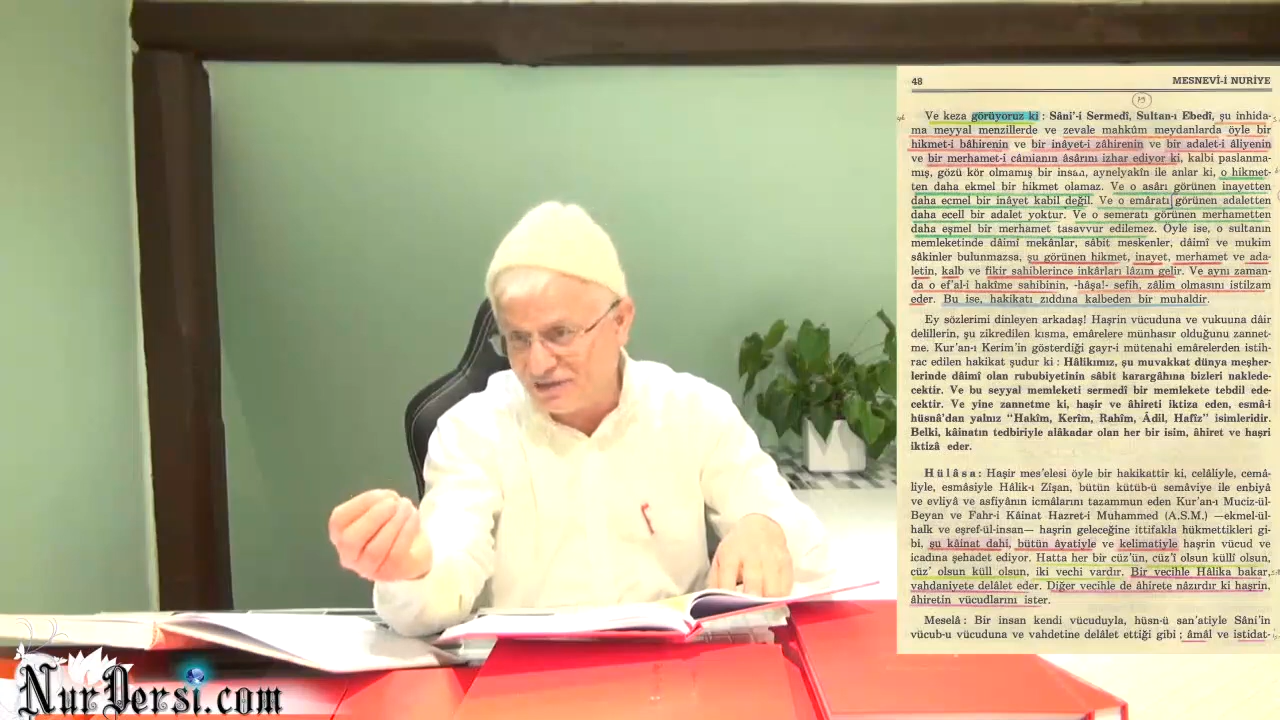 48 MESNEVİ-İ NURİYE
19
Ve keza görüyoruz ki : Sâni'-i Sermedî, Sultan-ı Ebedî, şu inhida-
ma meyyal menzillerde ve zevale mahkûm meydanlarda öyle bir
hikmet-i bâhirenin ve bir inâyet-i zâhirenin ve bir adalet-i âliyenin
ve bir merhamet-i câmianın âsârını izhar ediyor ki, kalbi paslanma-
mış, gözü kör olmamış bir insan, aynelyakîn ile anlar ki, o hikmet-
ten daha ekmel bir hikmet olamaz. Ve o asârı görünen inayetten
daha ecmel bir inâyet kabil değil. Ve o emâratı görünen adaletten
daha ecell bir adalet yoktur. Ve o semeratı görünen merhametten
daha eşmel bir merhamet tasavvur edilemez. Öyle ise, o sultanın
memleketinde dâimî mekânlar, sâbit meskenler, dâimî ve mukim
sâkinler bulunmazsa, şu görünen hikmet, inayet, merhamet ve ada-
letin, kalb ve fikir sahiblerince inkârları lâzım gelir. Ve aynı zaman-
da o ef'al-i hakîme sahibinin, -hâşa!- sefih, zâlim olmasını istilzam
eder. Bu ise, hakikatı zıddına kalbeden bir muhaldir.
Ey sözlerimi dinleyen arkadaş! Haşrin vücuduna ve vukuuna dâir
delillerin, şu zikredilen kısma, emârelere münhasır olduğunu zannet-
me. Kur'an-ı Kerim'in gösterdiği gayr-i mütenahi emârelerden istih-
rac edilen hakikat şudur ki : Hâlikımız, şu muvakkat dünya meşher-
lerinde dâimî olan rububiyetinin sâbit karargâhına bizleri naklede-
cektir. Ve bu seyyal memleketi sermedî bir memlekete tebdil ede-
cektir. Ve yine zannetme ki, haşir ve âhireti iktiza eden, esmâ-i
hüsnâ'dan yalnız "Hakîm, Kerîm, Rahîm, Âdil, Hafîz" isimleridir.
Belki, kâinatın tedbiriyle alâkadar olan her bir isim, âhiret ve haşri
iktizâ eder.
Hülâsa: Haşir mes'elesi öyle bir hakikattir ki, celâliyle, cemâ-
liyle, esmâsiyle Hâlik-ı Zîşan, bütün kütüb-ü semâviye ile enbiyâ
ve evliyâ ve asfiyânın icmâlarını tazammun eden Kur'an-ı Muciz-ül-
Beyan ve Fahr-i Kâinat Hazret-i Muhammed (A.S.M.) —ekmel-ül-
halk ve eşref-ül-insan— haşrin geleceğine ittifakla hükmettikleri gi-
bi, şu kâinat dahi, bütün âyatiyle ve kelimatiyle haşrin vücud ve
icadına şehadet ediyor. Hatta her bir cüz'ün, cüz'î olsun küllî olsun,
cüz' olsun küll olsun, iki vechi vardır. Bir vecihle Hâlika bakar,
vahdaniyete delâlet eder. Diğer vecihle de âhirete nâzırdır ki haşrin,
âhiretin vücudlarını ister.
Meselâ: Bir insan kendi vücuduyla, hüsn-ü san'atiyle Sâni'in
vücub-u vücuduna ve vahdetine delâlet ettiği gibi ; âmâl ve istidat-
NurDersi.com